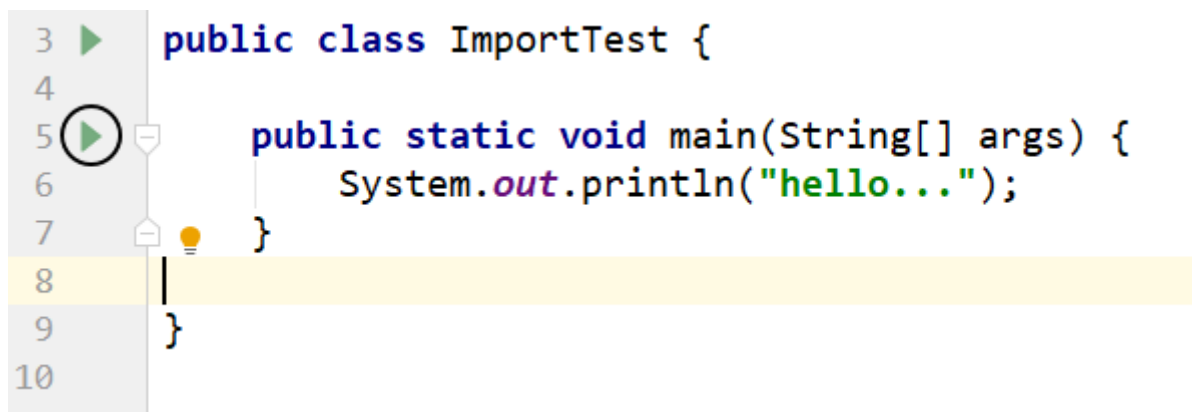 3 public class ImportTest {
4
5 public static void main(String[] args) {
6 System.out.println("hello...");
7 }
8
9 }
10